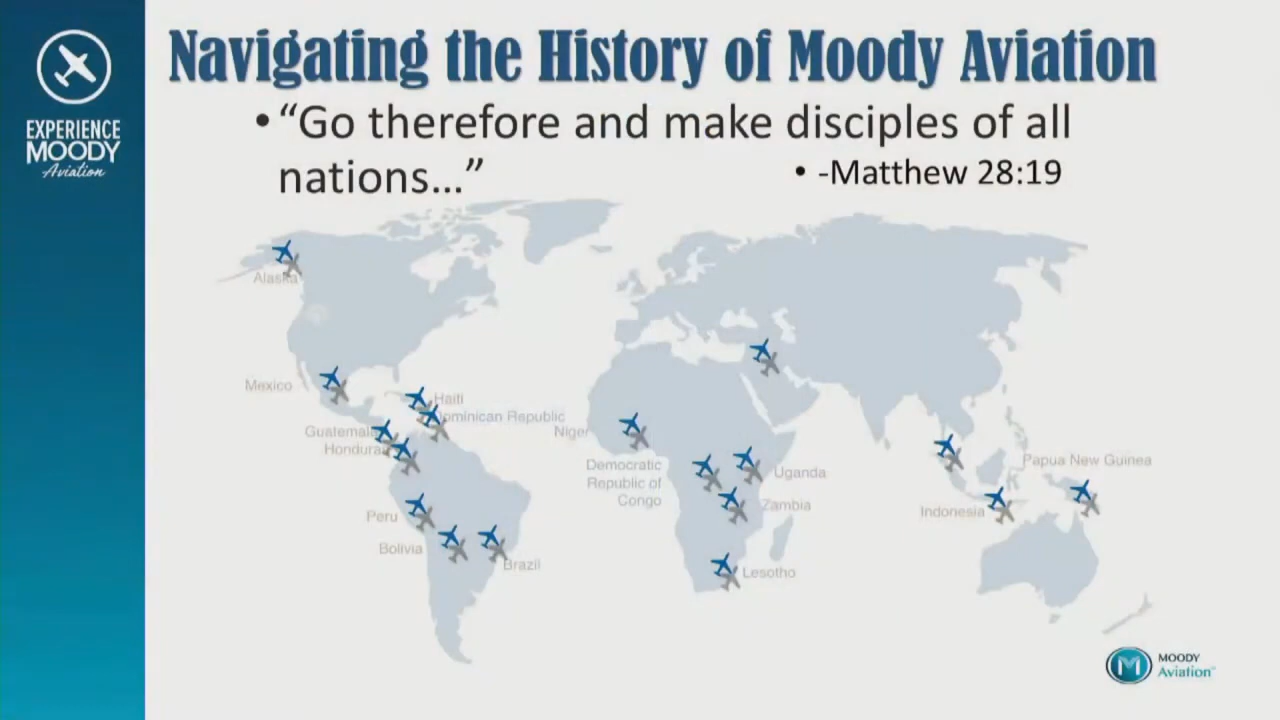 Navigating the History of Moody Aviation
EXPERIENCE
MOODY
Aviation
• “Go therefore and make disciples of all
nations…”
• -Matthew 28:19
Alaska
Mexico
Haiti
Dominican Republic
Guatemala
Honduras
Niger
Democratic
Republic of
Congo
Uganda
Zambia
Papua New Guinea
Indonesia
Peru
Bolivia
Brazil
Lesotho
M
MOODY
Aviation™